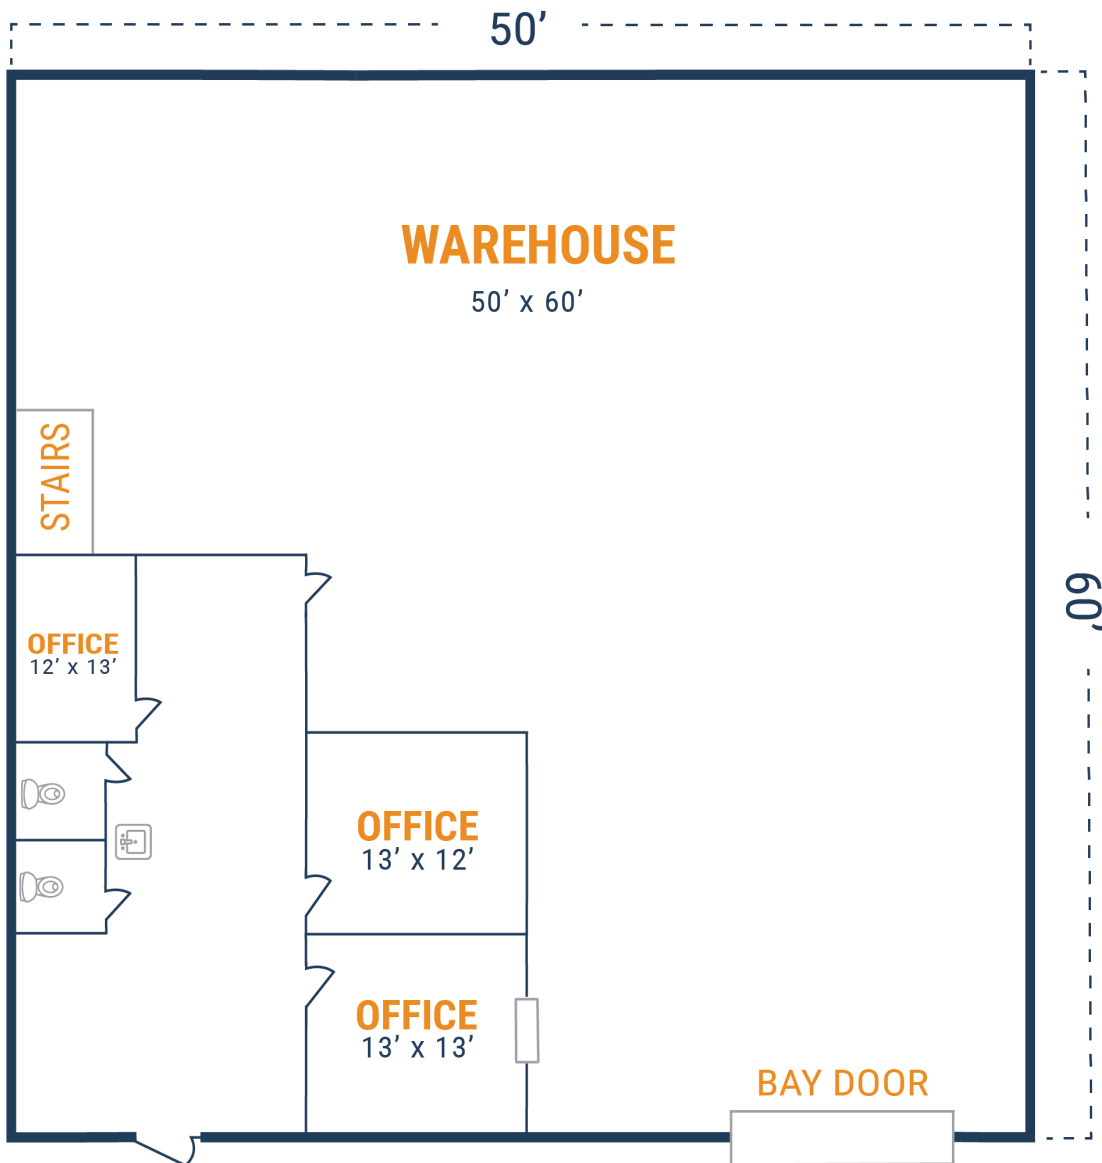 50’
WAREHOUSE
50’ x 60’
STAIRS
60’
OFFICE
12’ x 13’
OFFICE
13’ x 12’
OFFICE
13’ x 13’
BAY DOOR